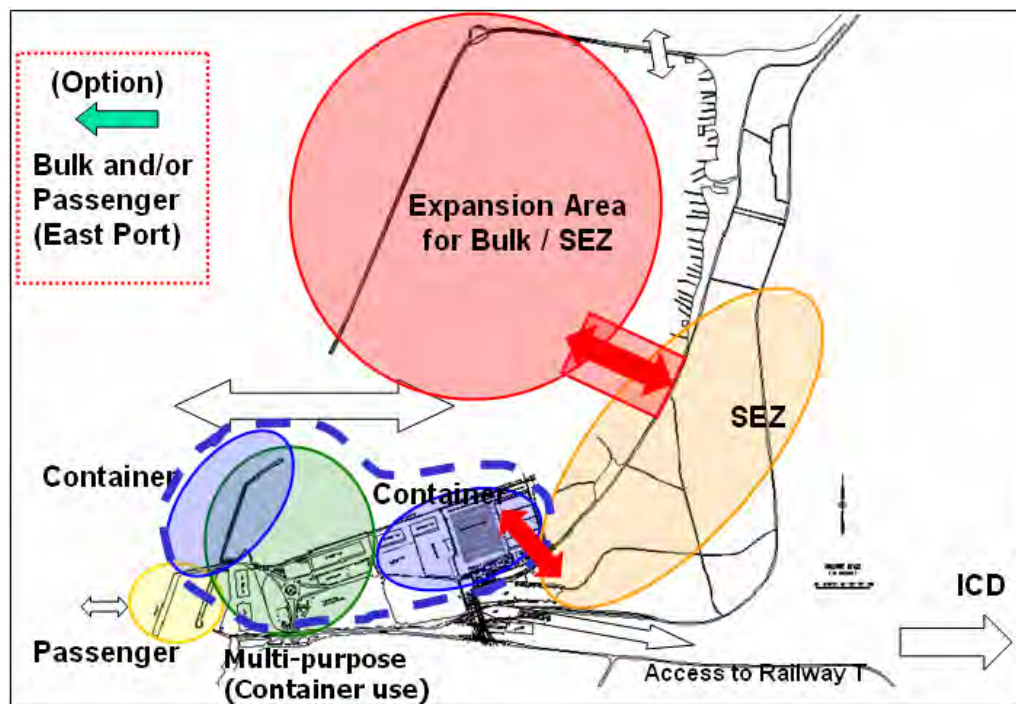 (Option)
Bulk and/or
Passenger
(East Port)
Expansion Area
for Bulk / SEZ
SEZ
Container
Container
ICD
Passenger
Multi-purpose
(Container use)
Access to Railway T